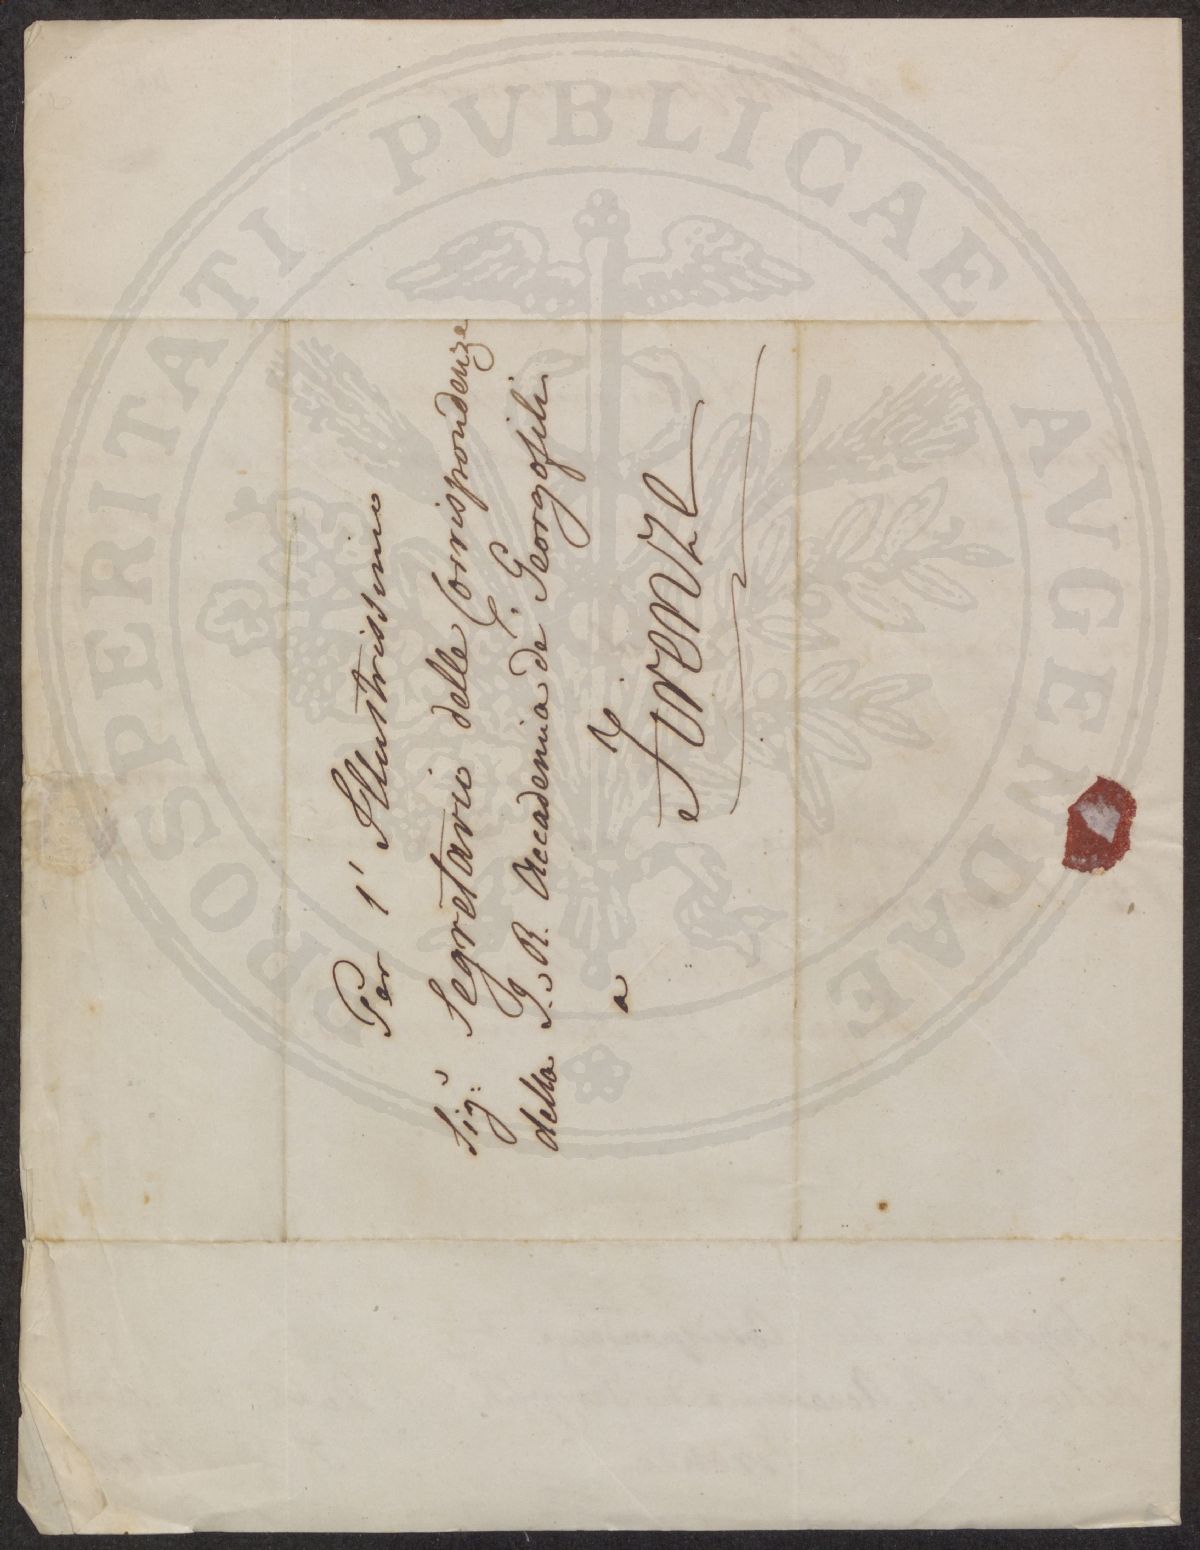 Per l' Illustrissimo
Sig:e Segretario delle Corrispondenze
della I. R. Accademia de' Georgofili
a
Firenze
PROSPERITATI PVBLICAE AVGENDAE